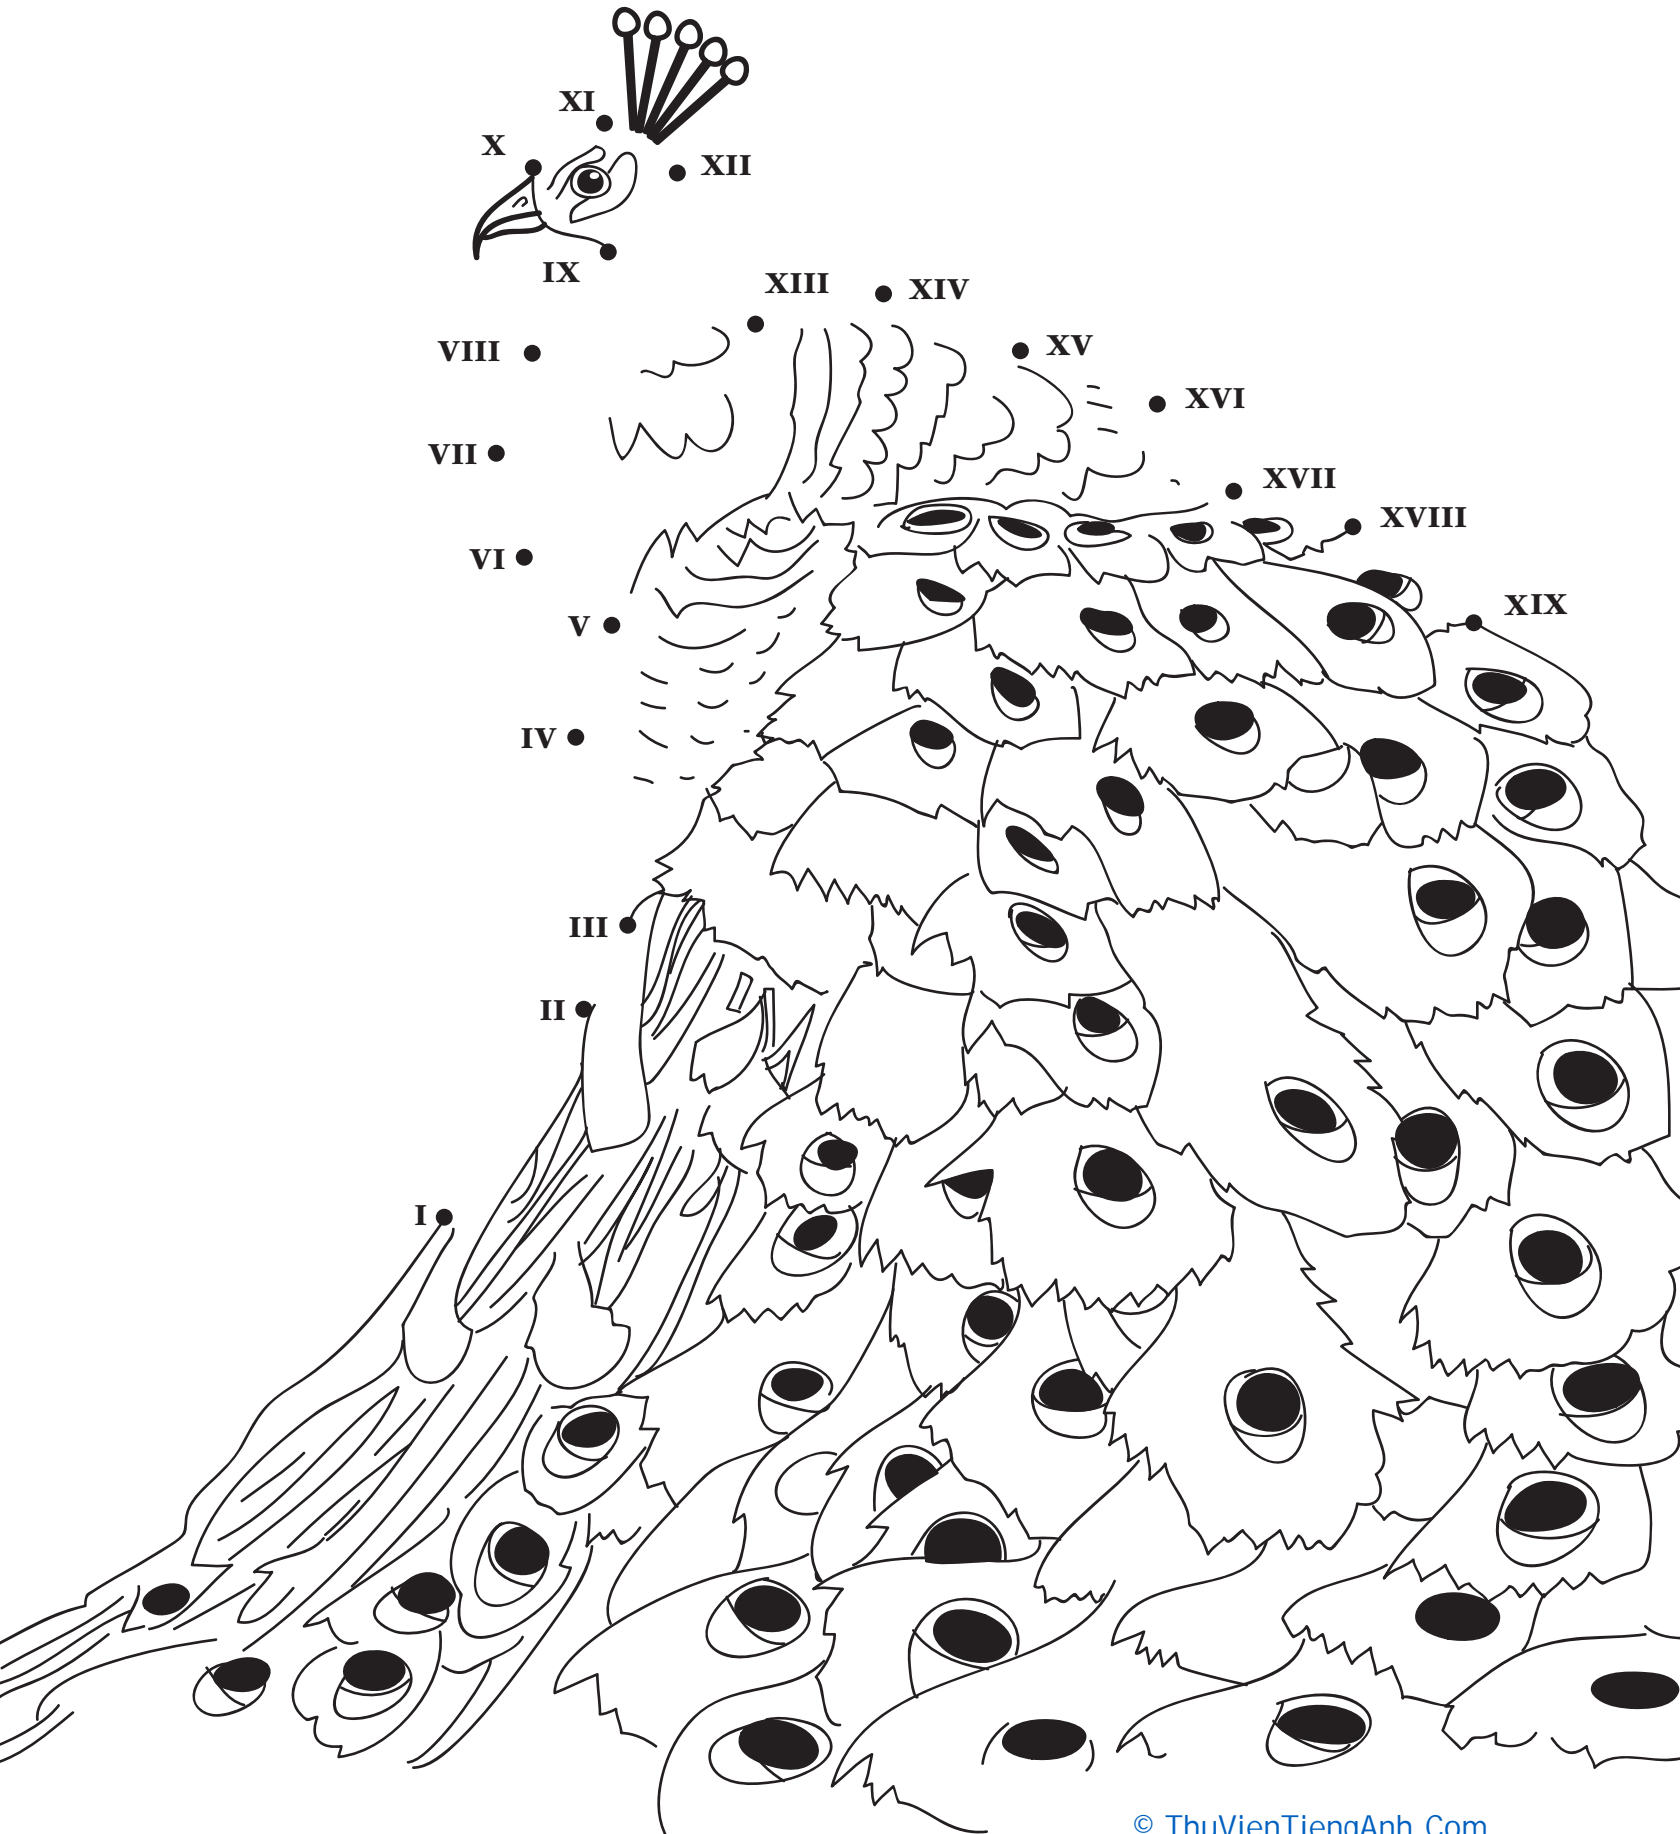 XI
X
XII
IX
XIII
XIV
VIII
XV
XVI
VII
XVII
XVIII
VI
XIX
V
IV
III
II
I
© ThuVienTiengAnh.Com